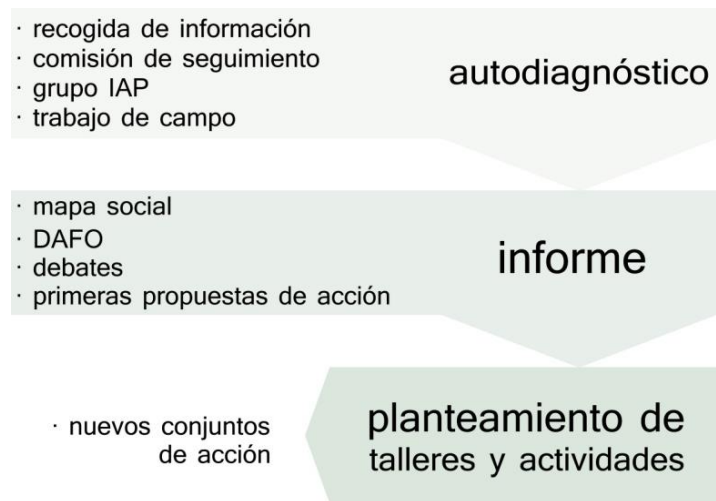 · recogida de información
· comisión de seguimiento
· grupo IAP
· trabajo de campo
autodiagnóstico
· mapa social
· DAFO
· debates
· primeras propuestas de acción
informe
· nuevos conjuntos
de acción
planteamiento de
talleres y actividades